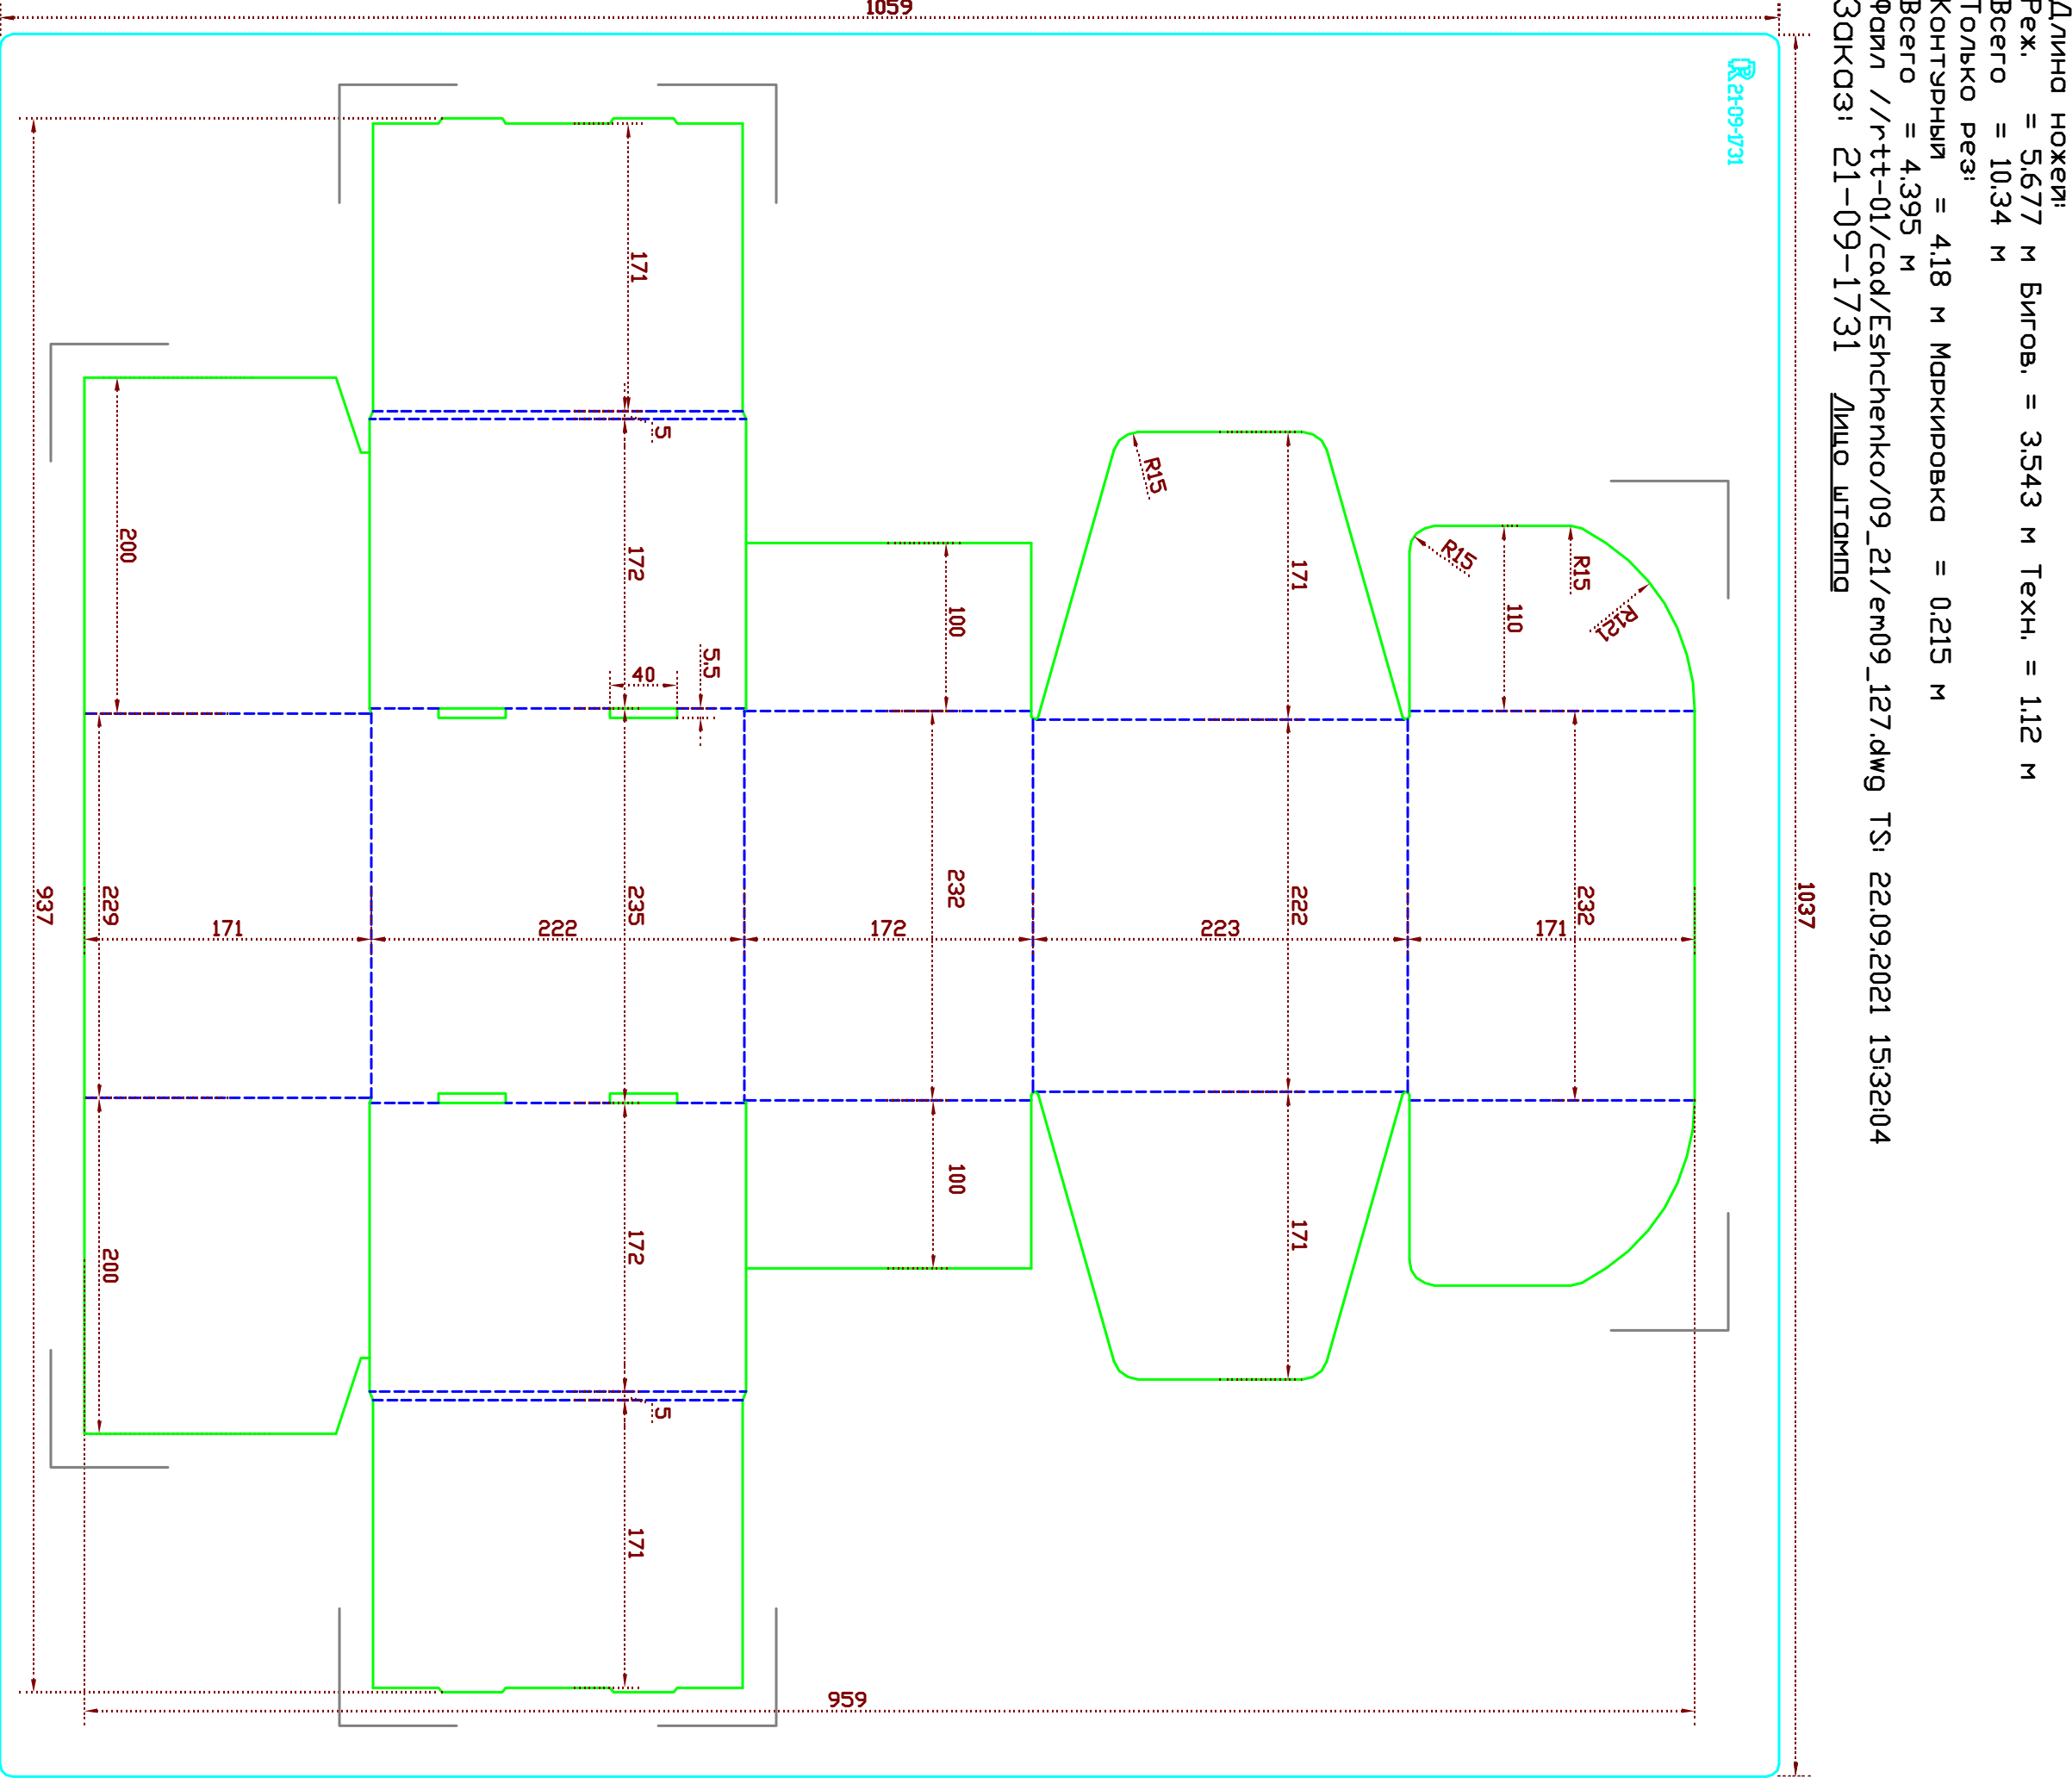 Длина ножей:
Реж. = 5.677 м Бигов. = 3.543 м Техн. = 1.12 м
Всего = 10.34 м
Только рез:
Контурный = 4.18 м Маркировка = 0.215 м
Всего = 4.395 м
Файл //rtt-01/cad/Eshchenko/09_21/em09_127.dwg TS: 22.09.2021 15:32:04
Заказ: 21-09-1731 Лицо штампа
1059
1037
R 21-09-1731
171
5
172
40
5.5
235
172
5
171
200
229
200
937
100
232
100
R15
171
222
171
R15
R15
R121
110
232
171
222
172
223
171
959